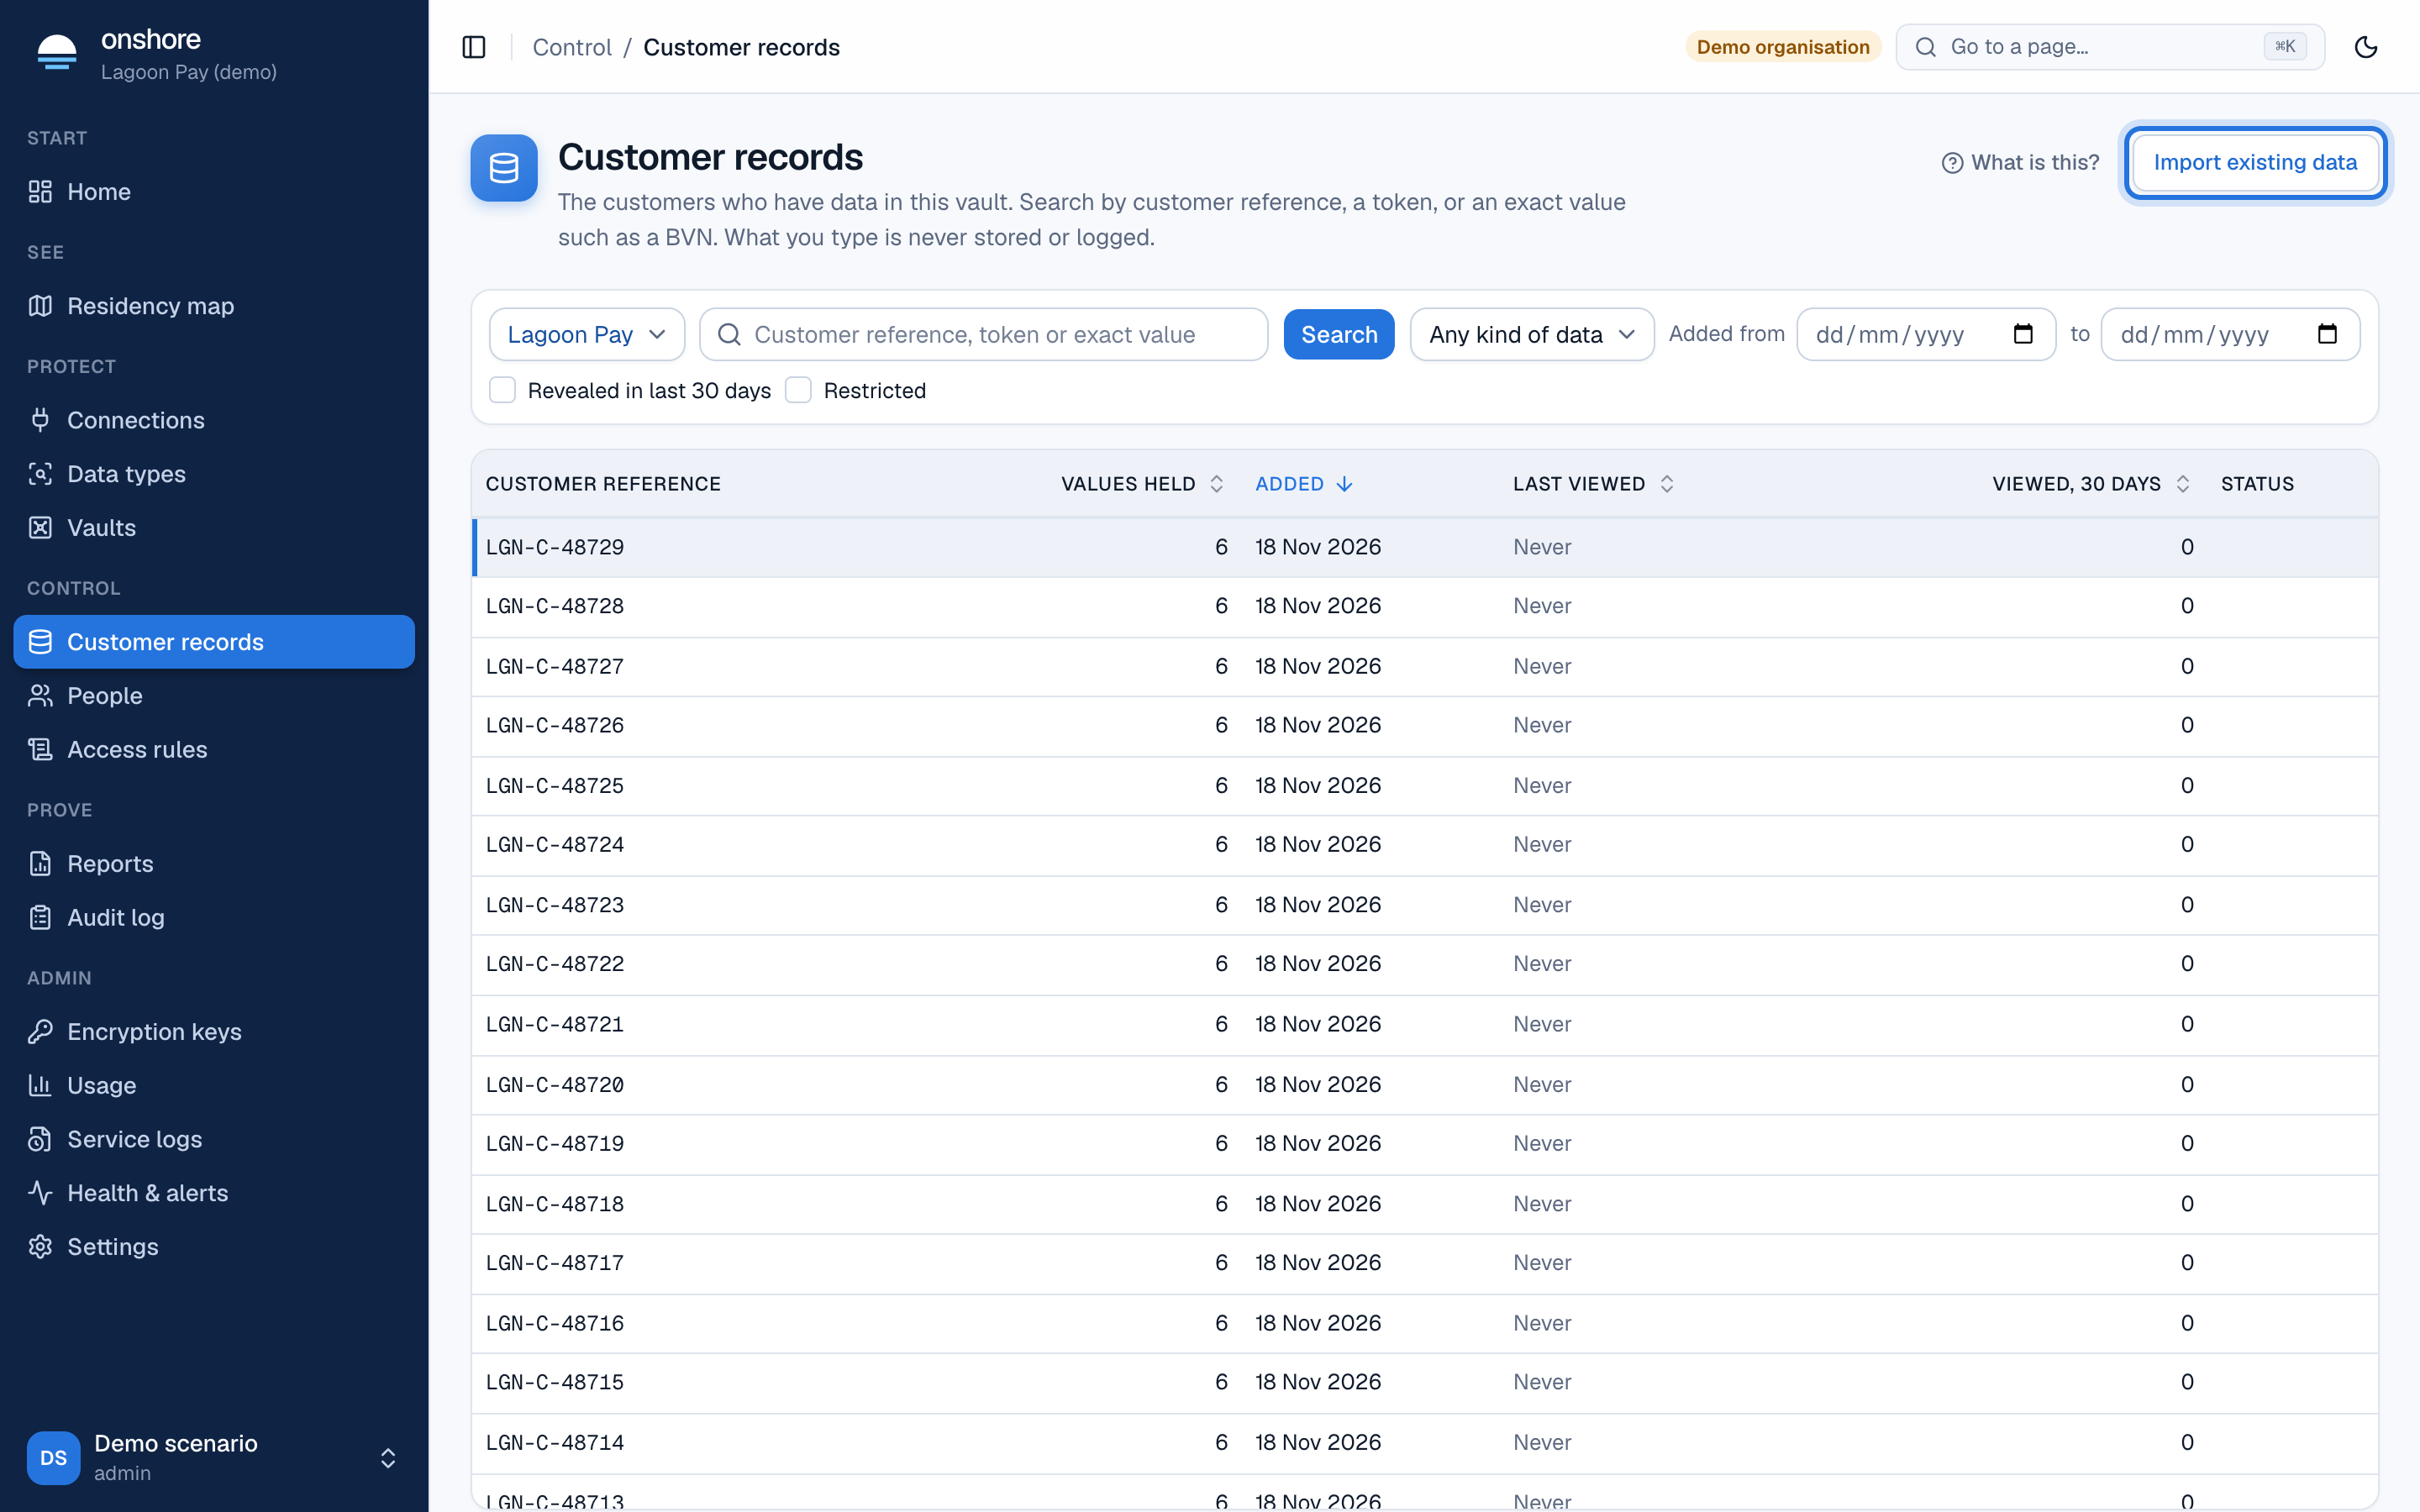 onshore
Lagoon Pay (demo)
START
Home
SEE
Residency map
PROTECT
Connections
Data types
Vaults
CONTROL
Customer records
People
Access rules
PROVE
Reports
Audit log
ADMIN
Encryption keys
Usage
Service logs
Health & alerts
Settings
DS
Demo scenario
admin
Control / Customer records
Demo organisation
Go to a page...
⌘K
Customer records
The customers who have data in this vault. Search by customer reference, a token, or an exact value
such as a BVN. What you type is never stored or logged.
What is this?
Import existing data
Lagoon Pay
Customer reference, token or exact value
Search
Any kind of data
Added from dd/mm/yyyy to dd/mm/yyyy
Revealed in last 30 days
Restricted
CUSTOMER REFERENCE VALUES HELD ADDED LAST VIEWED VIEWED, 30 DAYS STATUS
LGN-C-48729 6 18 Nov 2026 Never 0
LGN-C-48728 6 18 Nov 2026 Never 0
LGN-C-48727 6 18 Nov 2026 Never 0
LGN-C-48726 6 18 Nov 2026 Never 0
LGN-C-48725 6 18 Nov 2026 Never 0
LGN-C-48724 6 18 Nov 2026 Never 0
LGN-C-48723 6 18 Nov 2026 Never 0
LGN-C-48722 6 18 Nov 2026 Never 0
LGN-C-48721 6 18 Nov 2026 Never 0
LGN-C-48720 6 18 Nov 2026 Never 0
LGN-C-48719 6 18 Nov 2026 Never 0
LGN-C-48718 6 18 Nov 2026 Never 0
LGN-C-48717 6 18 Nov 2026 Never 0
LGN-C-48716 6 18 Nov 2026 Never 0
LGN-C-48715 6 18 Nov 2026 Never 0
LGN-C-48714 6 18 Nov 2026 Never 0
LGN-C-48713 6 18 Nov 2026 Never 0